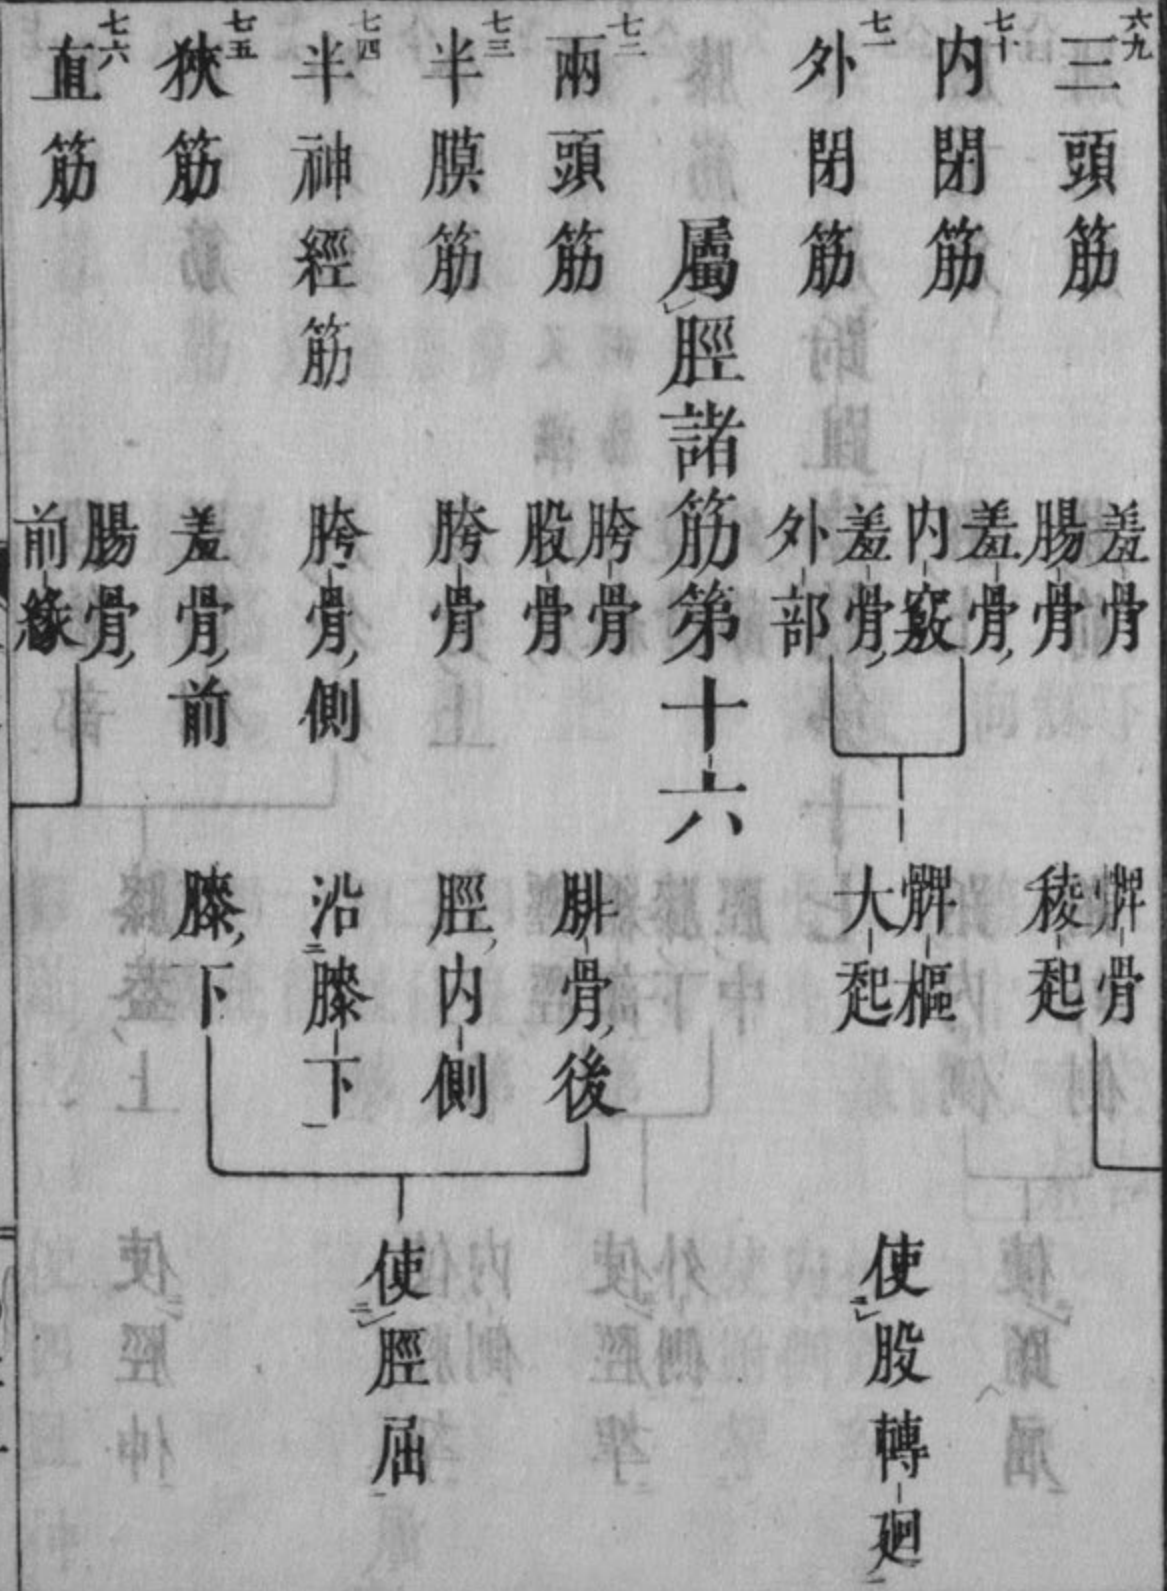 六九
三頭筋
羞骨
腸骨
髀骨
稜起
七十
内閉筋
羞骨
内竅
七一
外閉筋
羞骨
外部
髀樞
大起
使股轉廻
屬脛諸筋第十六
七二
兩頭筋
胯骨
股骨
腓骨後
七三
半膜筋
胯骨
脛内側
七四
半神經筋
胯骨側
沿膝下
七五
狹筋
羞骨前
膝下
使脛屈
七六
直筋
腸骨
前緣